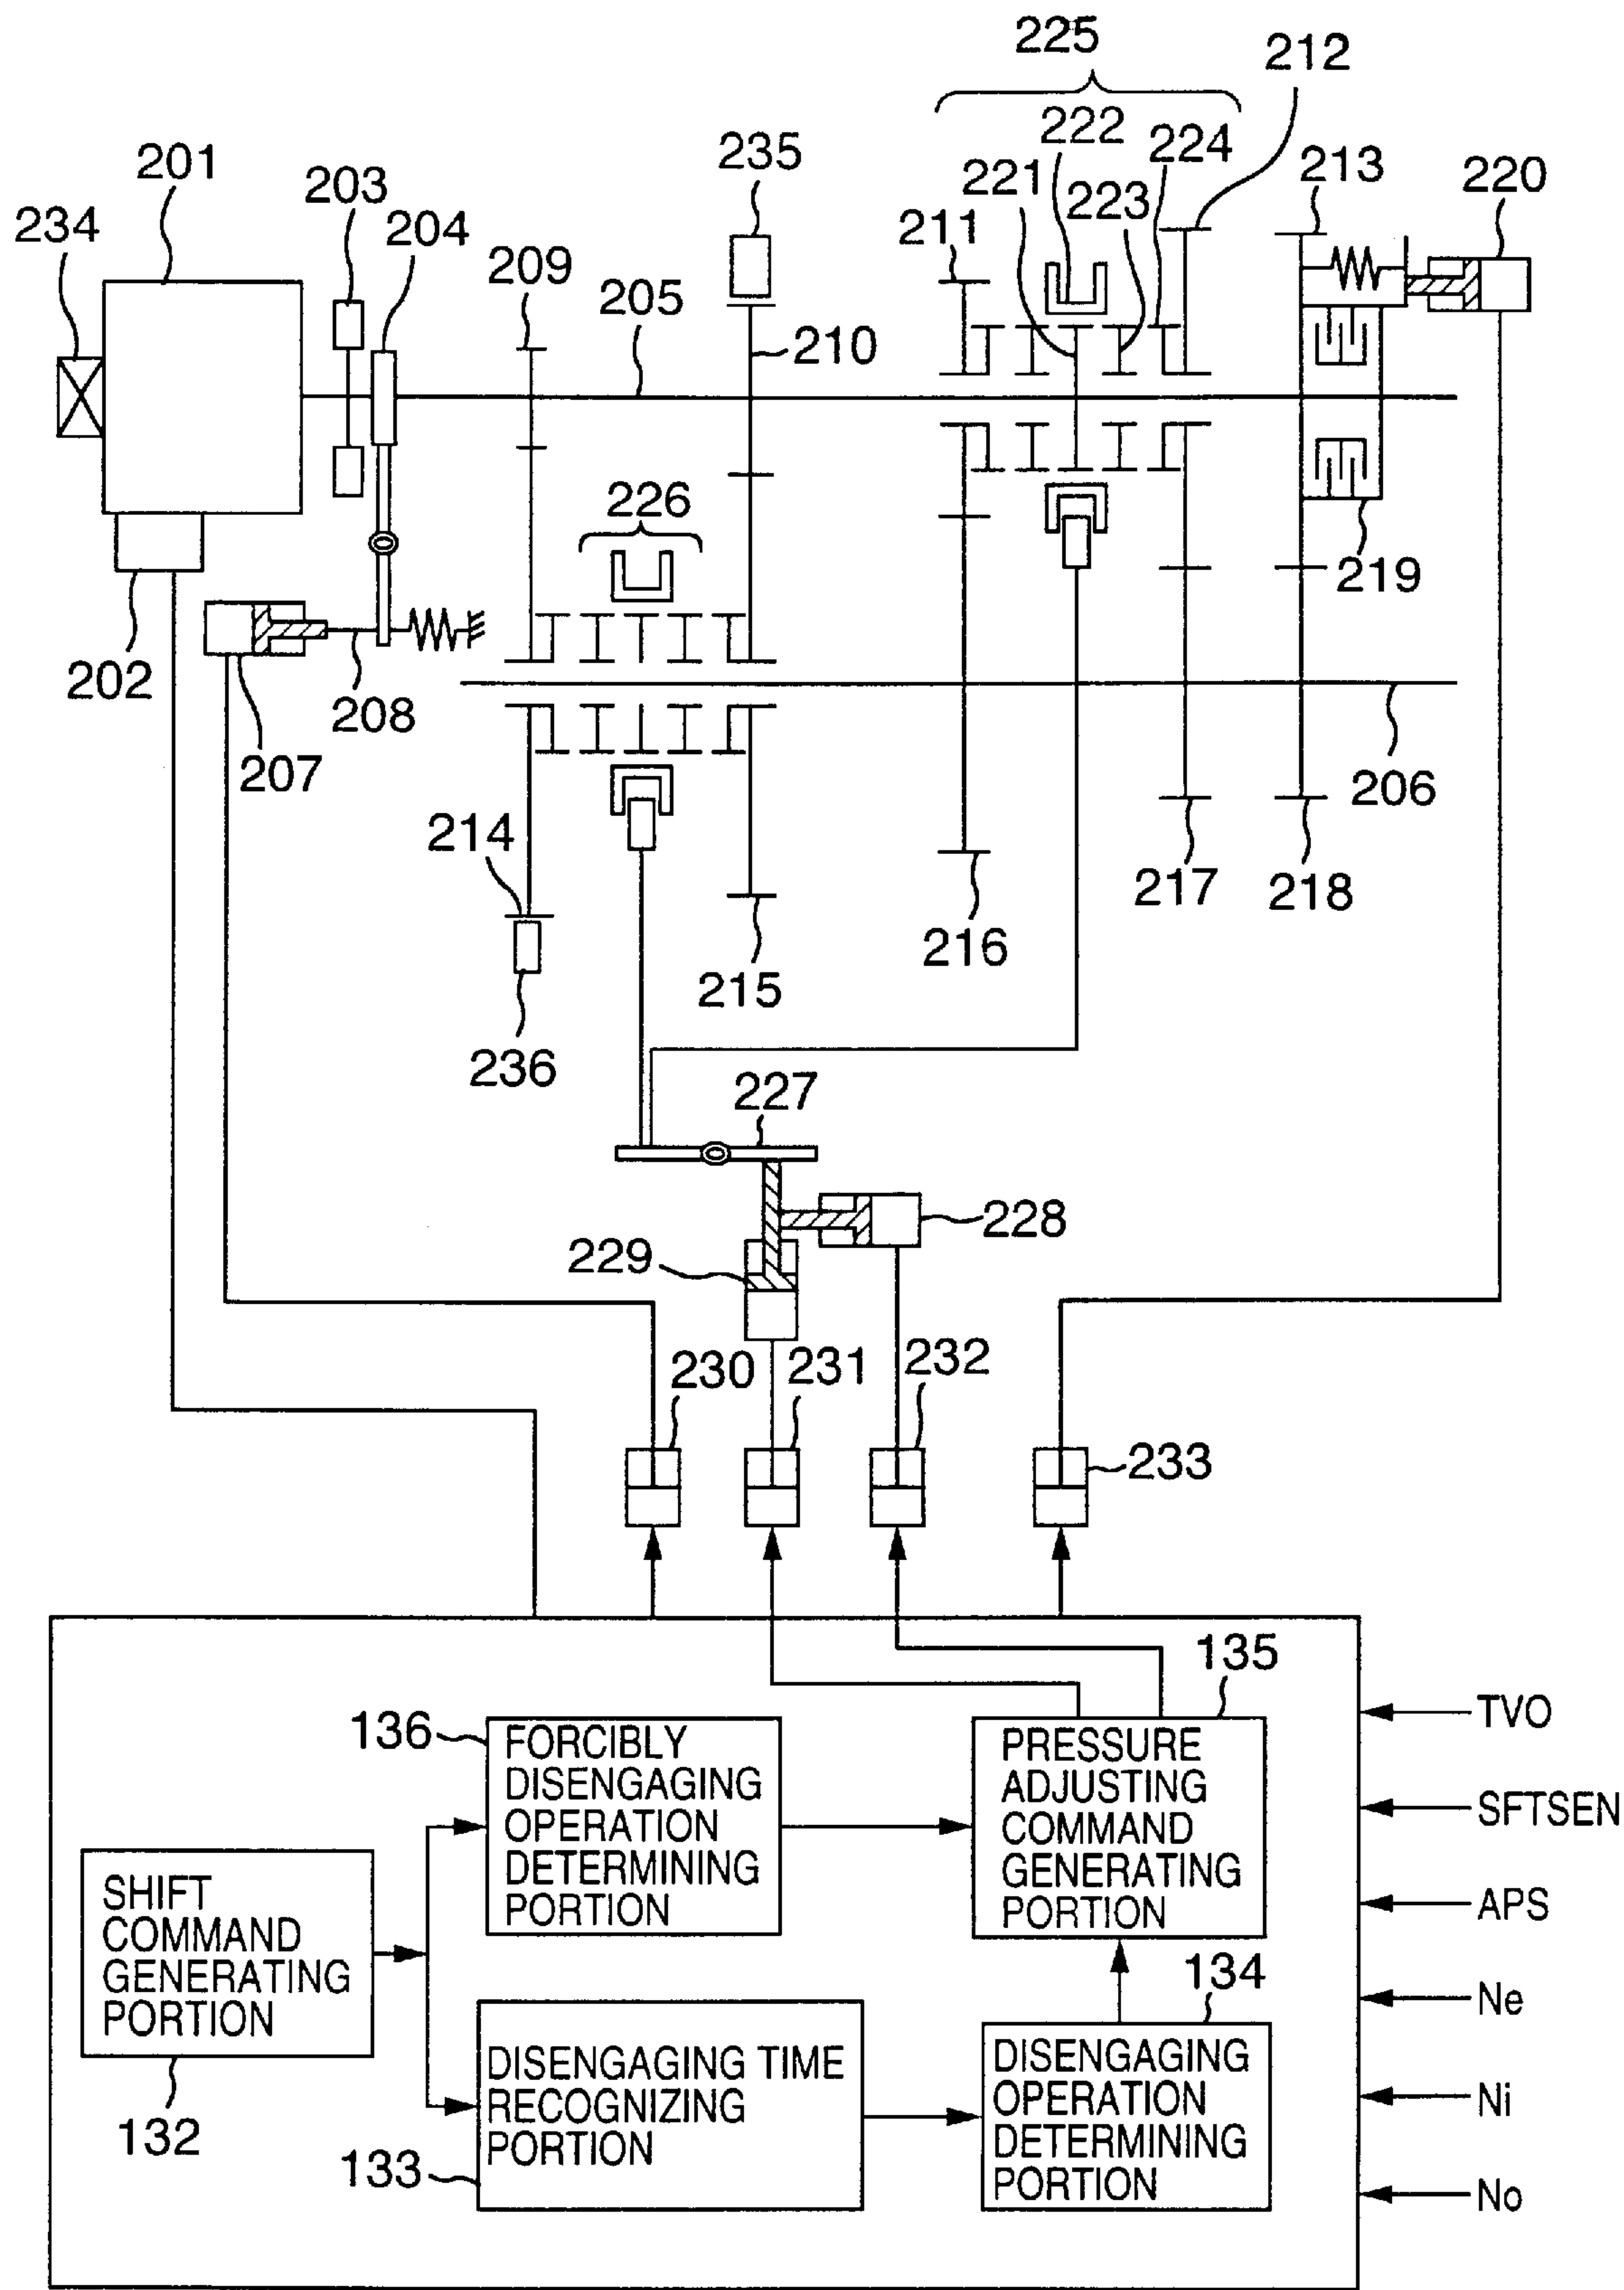 225
212
222
224
235
201
203
221
223
213
220
234
204
211
209
205
210
226
219
202
208
207
206
214
217
218
216
215
236
227
228
229
230
231
232
233
135
136
FORCIBLY
DISENGAGING
OPERATION
DETERMINING
PORTION
PRESSURE
ADJUSTING
COMMAND
GENERATING
PORTION
TVO
SFTSEN
APS
Ne
Ni
No
SHIFT
COMMAND
GENERATING
PORTION
132
134
DISENGAGING TIME
RECOGNIZING
PORTION
133
DISENGAGING
OPERATION
DETERMINING
PORTION